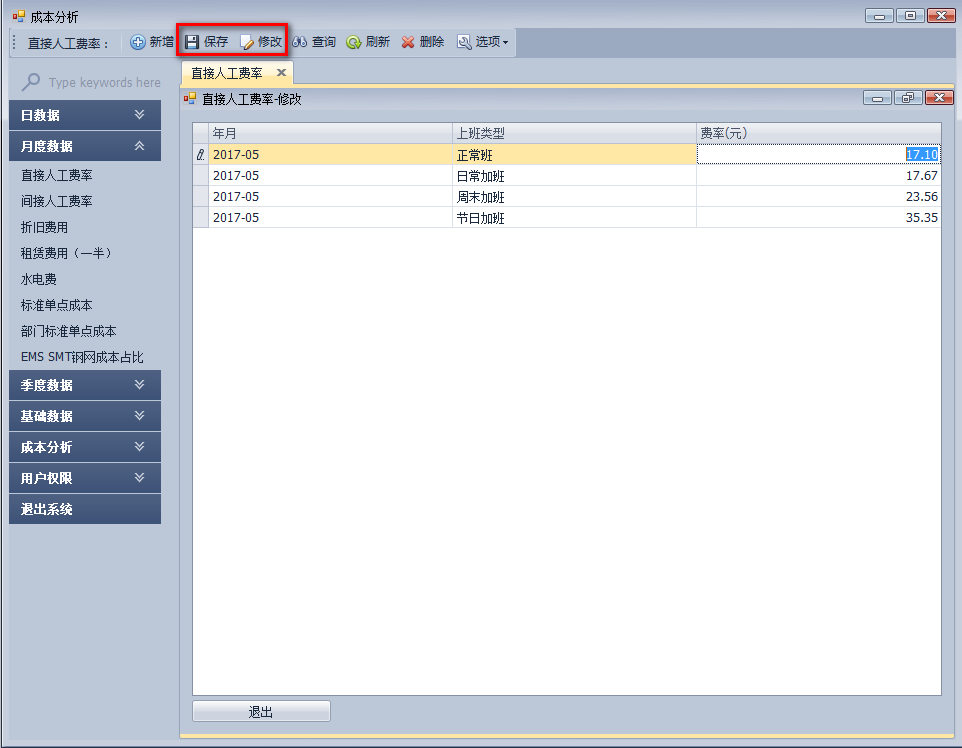 成本分析
直接人工费率： 新增 保存 修改 查询 刷新 删除 选项
Type keywords here
日数据
月度数据
直接人工费率
间接人工费率
折旧费用
租赁费用（一半）
水电费
标准单点成本
部门标准单点成本
EMS SMT钢网成本占比
季度数据
基础数据
成本分析
用户权限
退出系统
直接人工费率
直接人工费率-修改
年月 上班类型 费率(元)
2017-05 正常班 17.10
2017-05 日常加班 17.67
2017-05 周末加班 23.56
2017-05 节日加班 35.35
退出